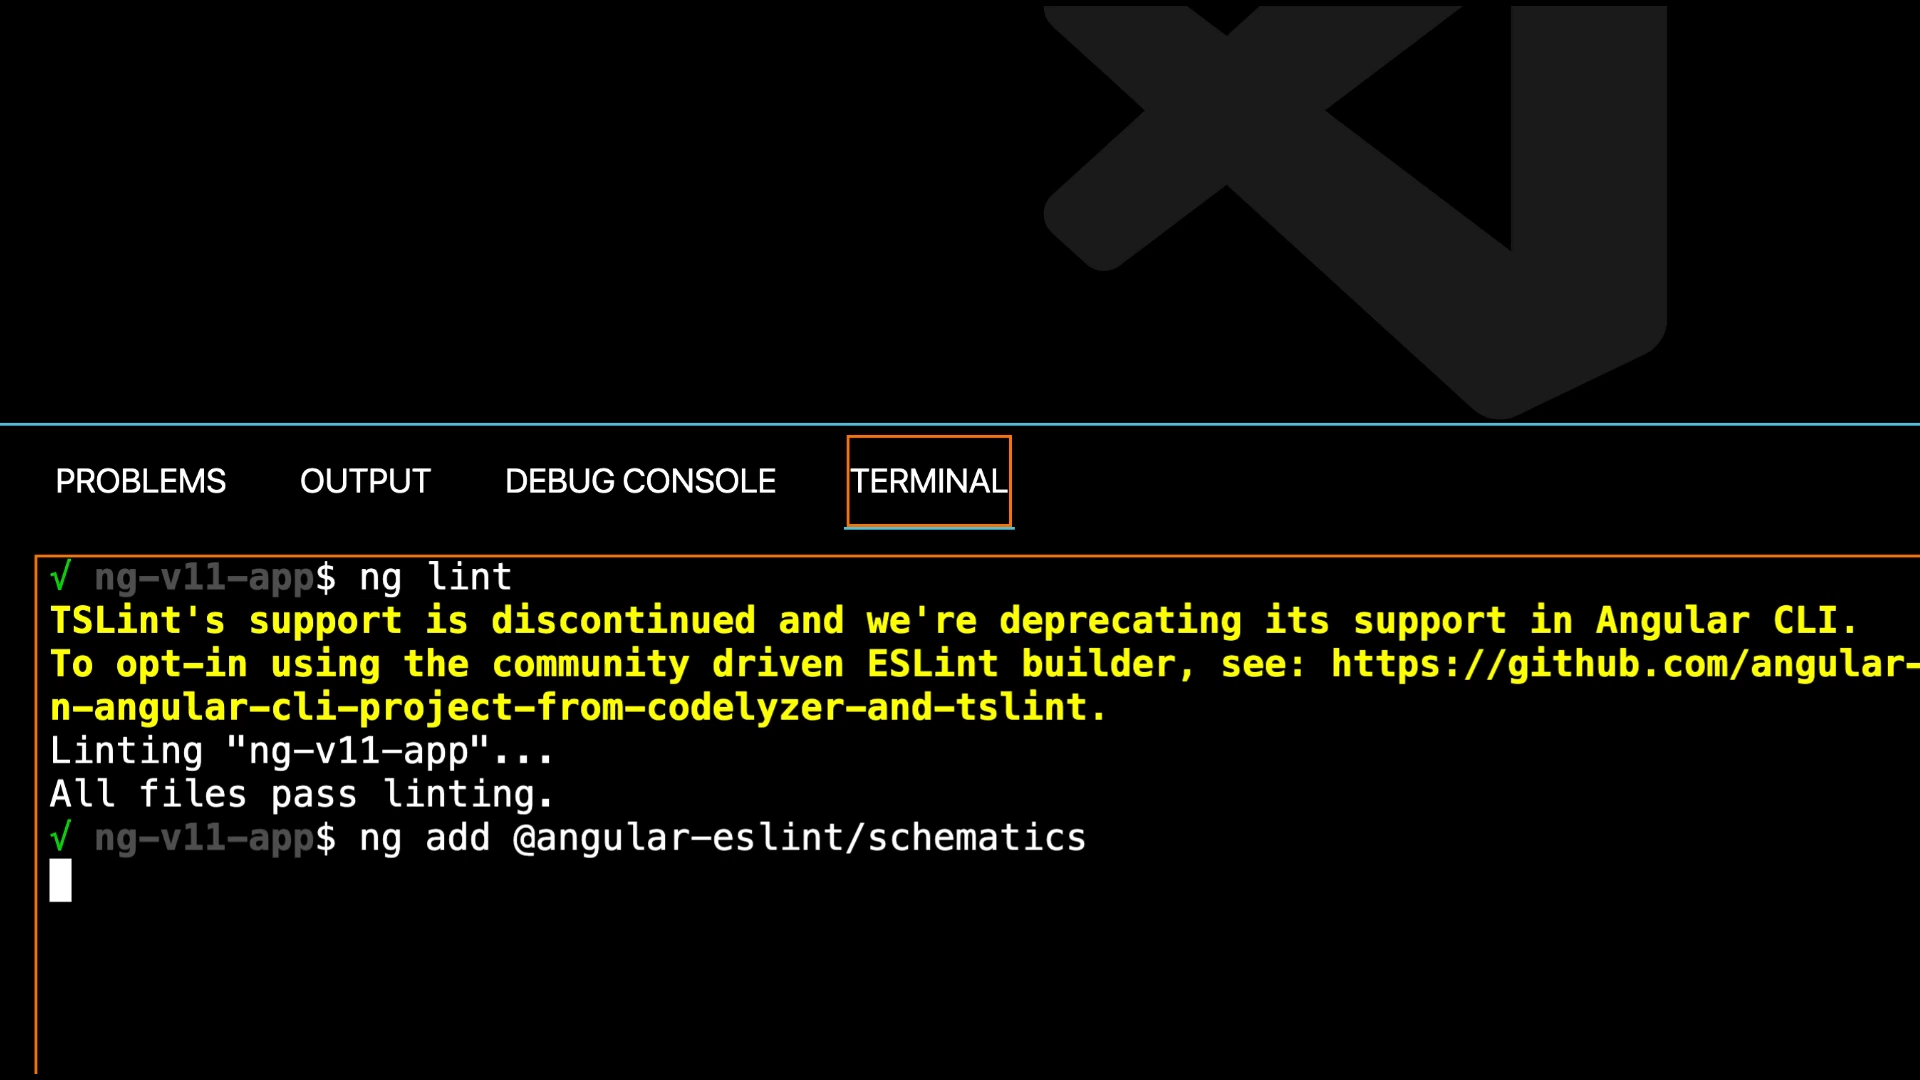 PROBLEMS OUTPUT DEBUG CONSOLE TERMINAL
√ ng-v11-app$ ng lint
TSLint's support is discontinued and we're deprecating its support in Angular CLI.
To opt-in using the community driven ESLint builder, see: https://github.com/angular-
n-angular-cli-project-from-codelyzer-and-tslint.
Linting "ng-v11-app"...
All files pass linting.
√ ng-v11-app$ ng add @angular-eslint/schematics